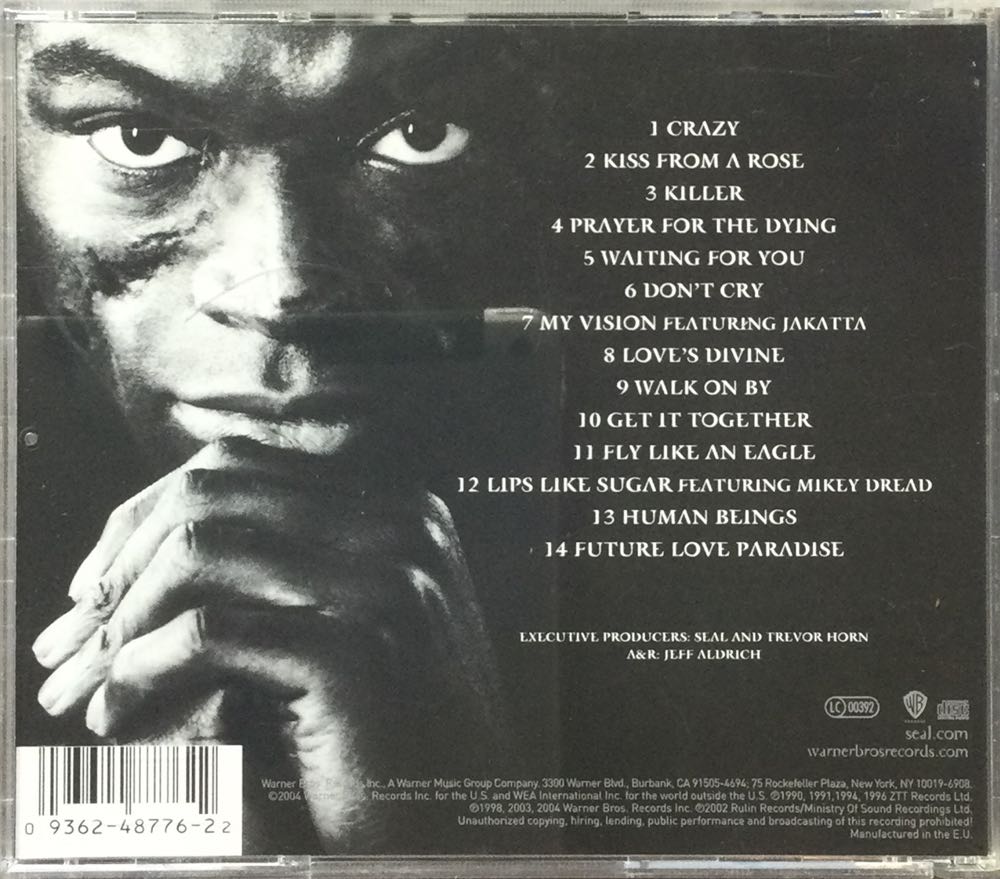 1 CRAZY
2 KISS FROM A ROSE
3 KILLER
4 PRAYER FOR THE DYING
5 WAITING FOR YOU
6 DON'T CRY
7 MY VISION FEATURING JAKATTA
8 LOVE'S DIVINE
9 WALK ON BY
10 GET IT TOGETHER
11 FLY LIKE AN EAGLE
12 LIPS LIKE SUGAR FEATURING MIKEY DREAD
13 HUMAN BEINGS
14 FUTURE LOVE PARADISE
EXECUTIVE PRODUCERS: SEAL AND TREVOR HORN
A&R: JEFF ALDRICH
LC 00392 WB disc
seal.com
warnerbrosrecords.com
Warner Inc., A Warner Music Group Company. 3300 Warner Blvd., Burbank, CA 91505-4694; 75 Rockefeller Plaza, New York, NY 10019-6908.
©2004 Records Inc. for the U.S. and WEA International Inc. for the world outside the U.S. ℗1990, 1991,1994, 1996 ZTT Records Ltd.
℗1998, 2003, 2004 Warner Bros. Records Inc. ℗2002 Rulin Records/Ministry Of Sound Recordings Ltd.
Unauthorized copying, hiring, lending, public performance and broadcasting of this recording prohibited!
Manufactured in the E.U.
0 9362-48776-2 2